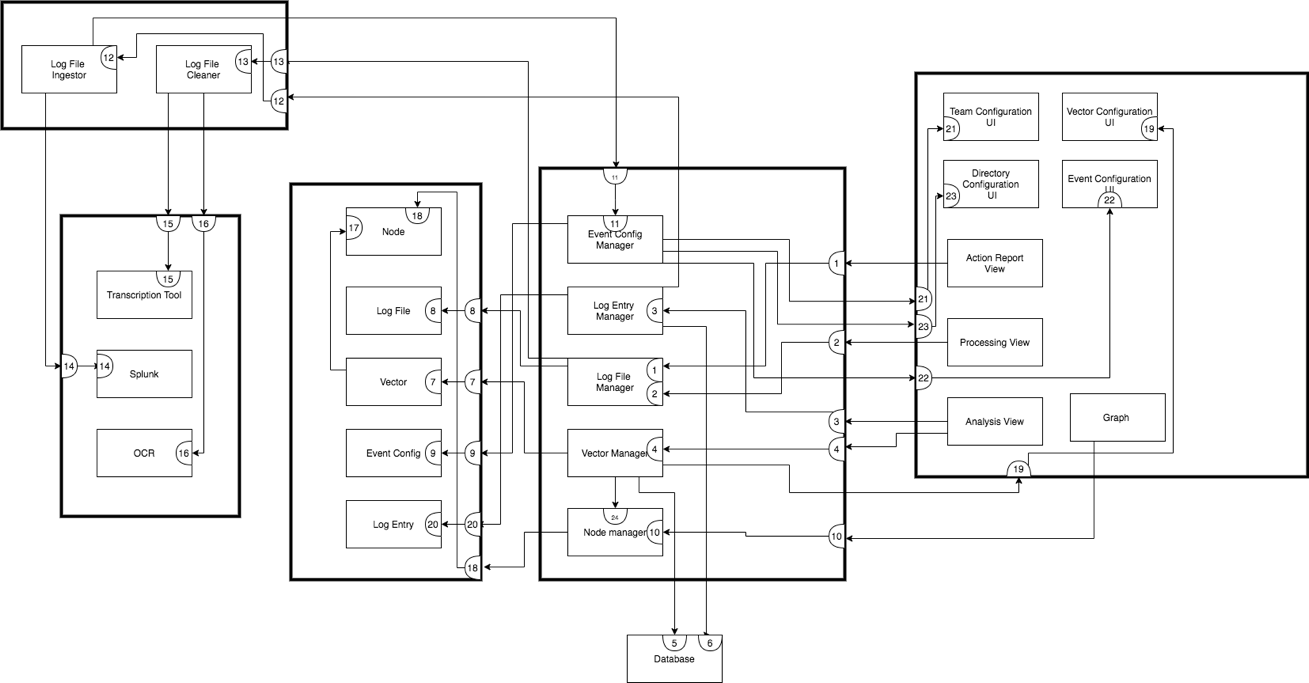 Log File
Ingestor
12
Log File
Cleaner
13
13
12
15
16
15
Transcription Tool
14
14
Splunk
OCR
16
18
17
Node
Log File
8
8
Vector
7
7
Event Config
9
9
Log Entry
20
20
18
11
11
Event Config
Manager
Log Entry
Manager
3
Log File
Manager
1
2
Vector Manager
4
24
Node manager
10
1
2
3
4
10
5
6
Database
Team Configuration
UI
21
Vector Configuration
UI
19
Directory
Configuration
UI
23
Event Configuration
UI
22
Action Report
View
21
23
Processing View
22
Analysis View
Graph
19